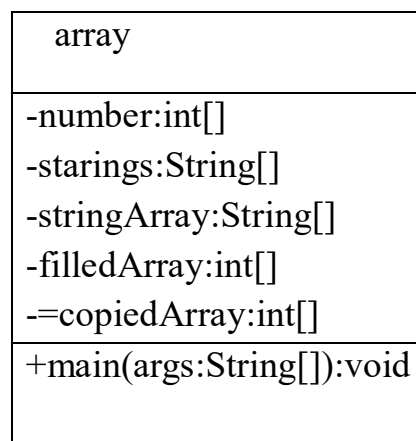 array
-number:int[]
-starings:String[]
-stringArray:String[]
-filledArray:int[]
-=copiedArray:int[]
+main(args:String[]):void